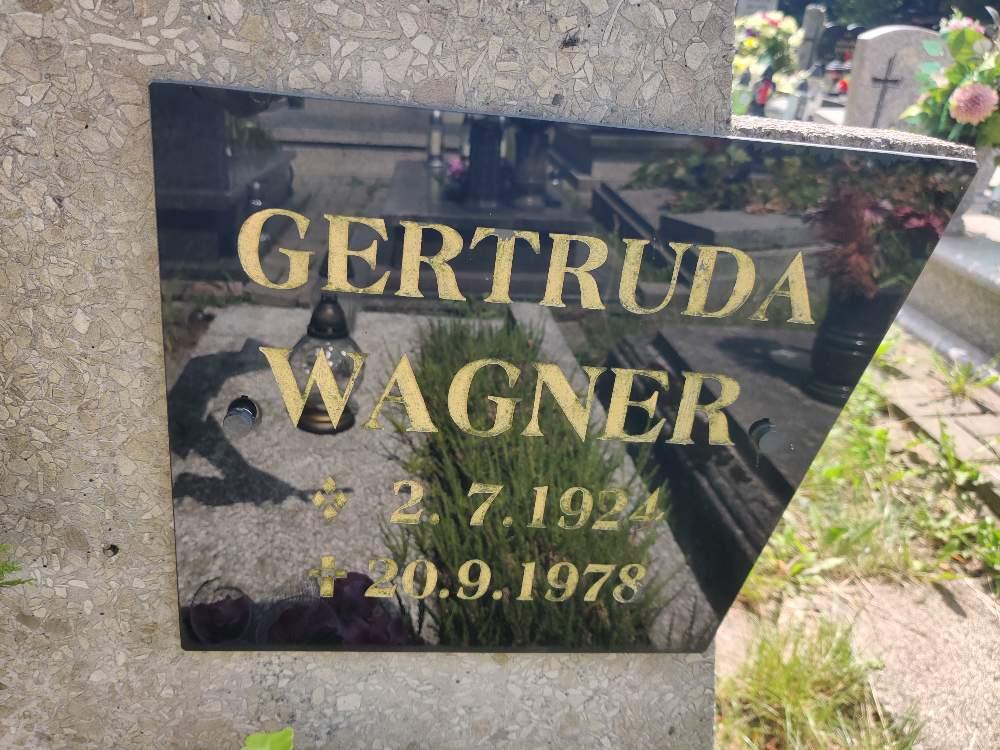 GERTRUDA
WAGNER
2. 7. 1924
✝ 20.9.1978